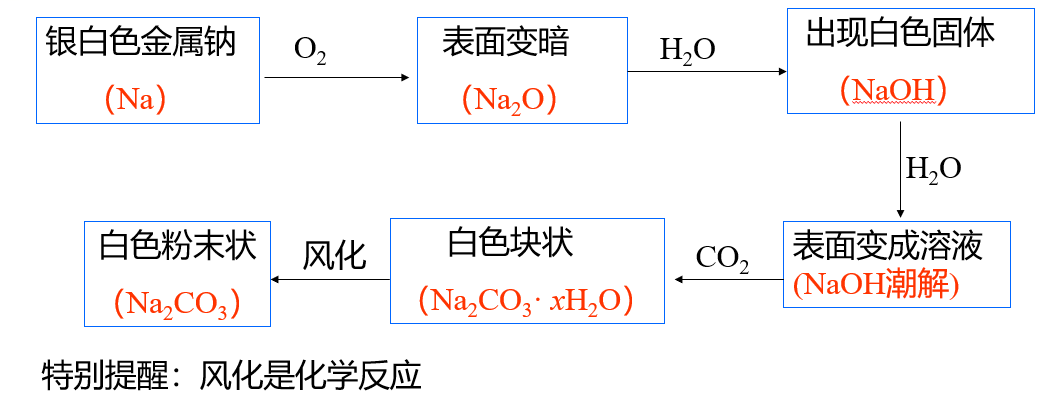 银白色金属钠
（Na）
O₂
表面变暗
（Na₂O）
H₂O
出现白色固体
（NaOH）
H₂O
表面变成溶液
(NaOH潮解)
CO₂
白色块状
（Na₂CO₃· xH₂O）
风化
白色粉末状
（Na₂CO₃）
特别提醒：风化是化学反应